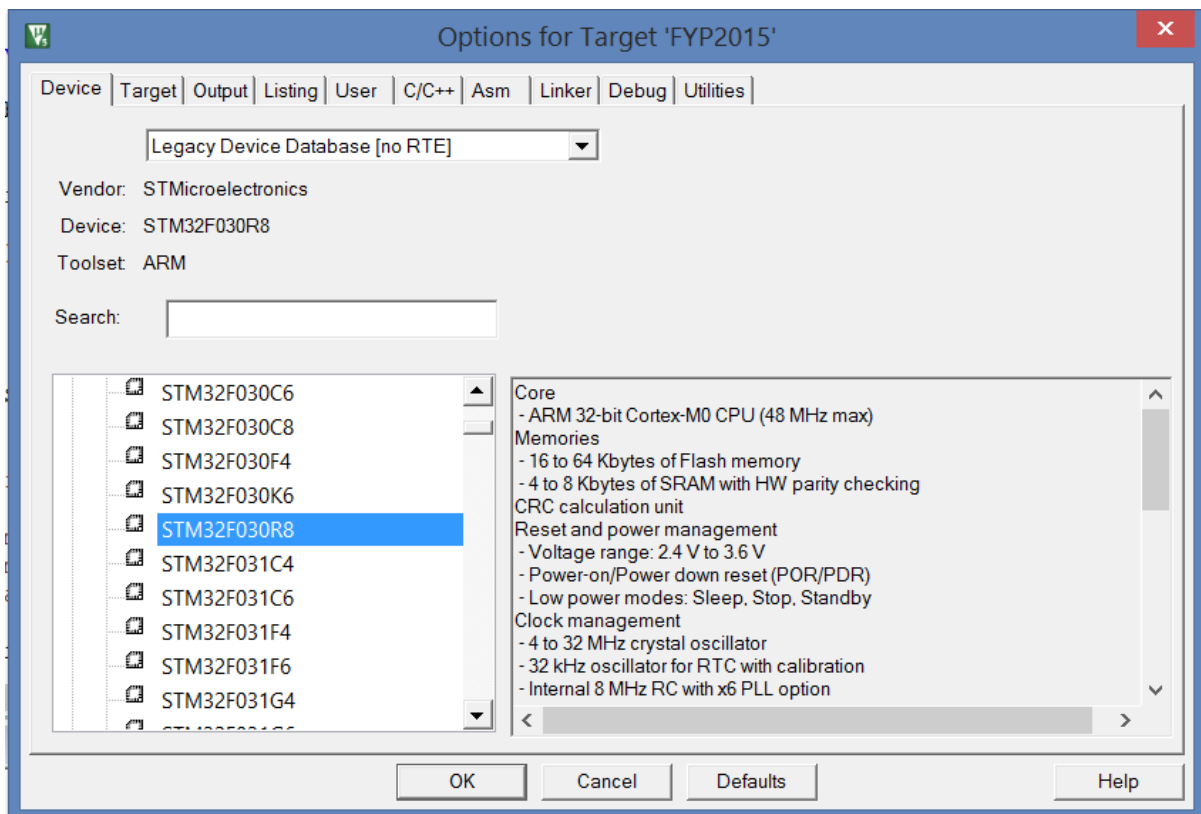 Options for Target 'FYP2015'
Device Target Output Listing User C/C++ Asm Linker Debug Utilities
Legacy Device Database [no RTE]
Vendor: STMicroelectronics
Device: STM32F030R8
Toolset: ARM
Search:
STM32F030C6
STM32F030C8
STM32F030F4
STM32F030K6
STM32F030R8
STM32F031C4
STM32F031C6
STM32F031F4
STM32F031F6
STM32F031G4
Core
- ARM 32-bit Cortex-M0 CPU (48 MHz max)
Memories
- 16 to 64 Kbytes of Flash memory
- 4 to 8 Kbytes of SRAM with HW parity checking
CRC calculation unit
Reset and power management
- Voltage range: 2.4 V to 3.6 V
- Power-on/Power down reset (POR/PDR)
- Low power modes: Sleep, Stop, Standby
Clock management
- 4 to 32 MHz crystal oscillator
- 32 kHz oscillator for RTC with calibration
- Internal 8 MHz RC with x6 PLL option
OK Cancel Defaults Help